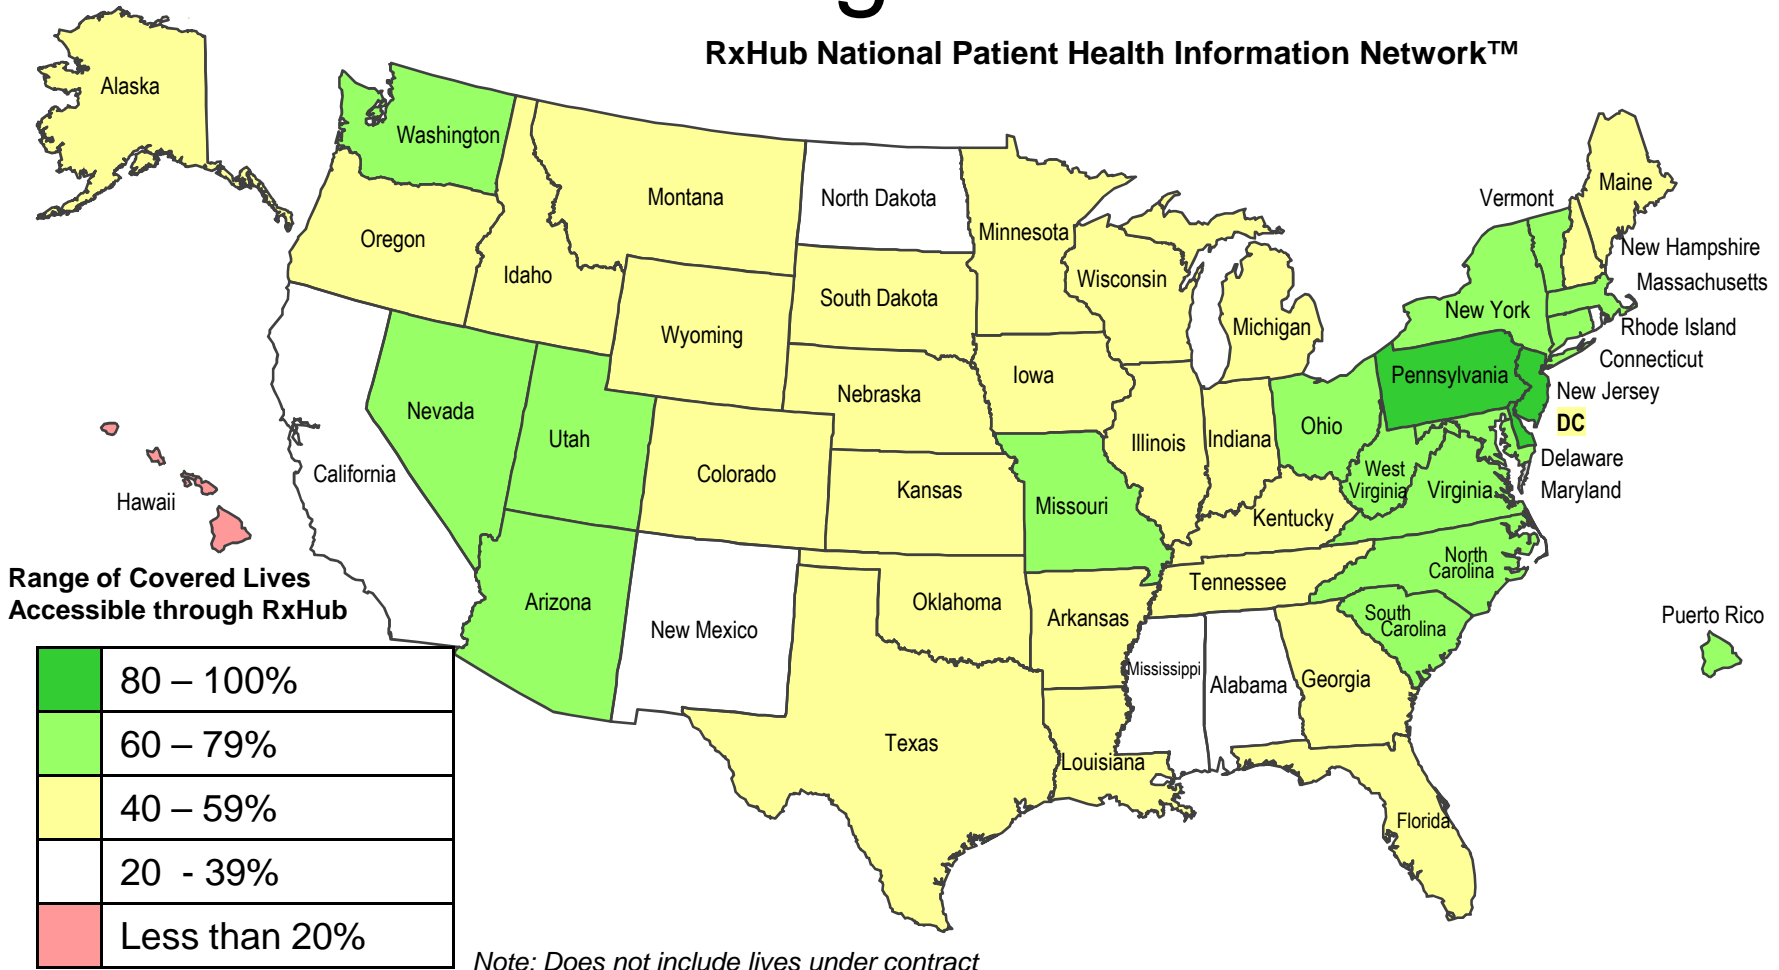 RxHub National Patient Health Information Network™
Alaska
Washington
Montana
North Dakota
Minnesota
Vermont
Maine
Oregon
Idaho
Wisconsin
New Hampshire
Massachusetts
South Dakota
Wyoming
Michigan
New York
Rhode Island
Connecticut
Iowa
Nebraska
Pennsylvania
New Jersey
DC
Nevada
Utah
Colorado
Kansas
Illinois
Indiana
Ohio
West
Virginia
Virginia
Delaware
Maryland
California
Hawaii
Missouri
Kentucky
North
Carolina
Tennessee
Arizona
New Mexico
Oklahoma
Arkansas
South
Carolina
Puerto Rico
Mississippi
Alabama
Georgia
Texas
Louisiana
Florida
Range of Covered Lives
Accessible through RxHub
80 – 100%
60 – 79%
40 – 59%
20 - 39%
Less than 20%
Note: Does not include lives under contract